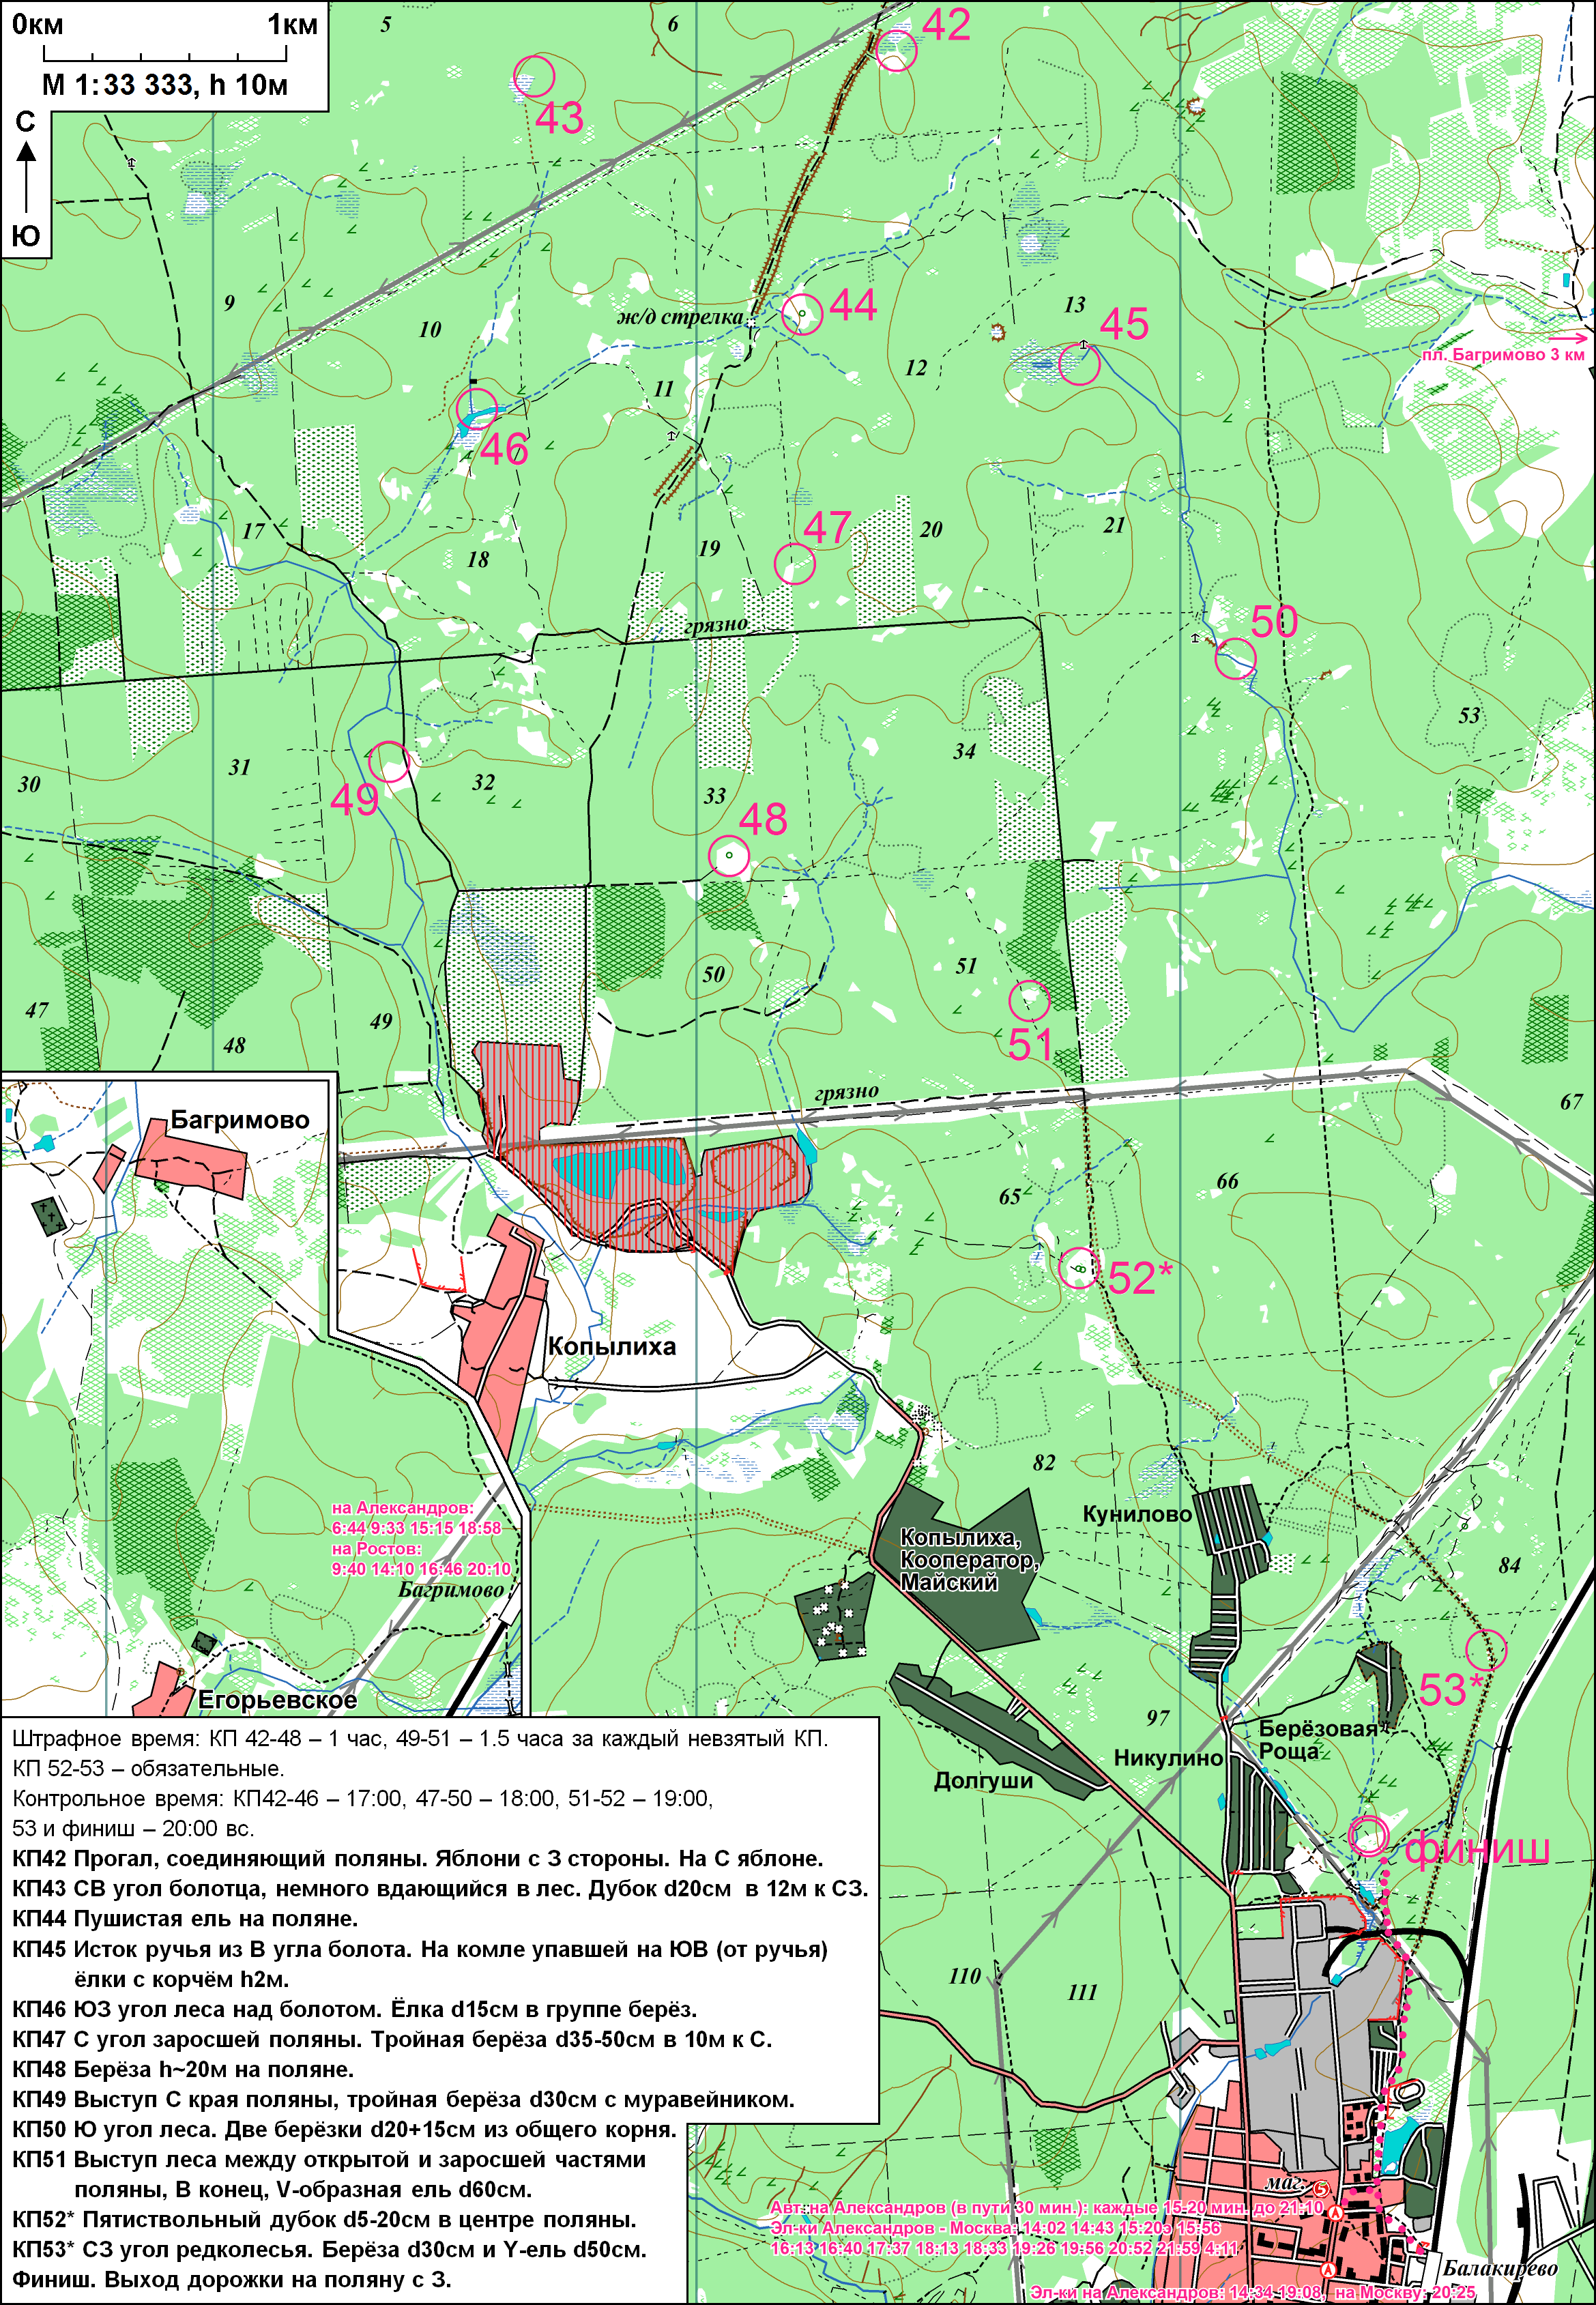 0км 1км
М 1:33 333, h 10м
С
Ю
5
6
42
43
9
10
ж/д стрелка
44
13
45
пл. Багримово 3 км
11
12
46
17
18
19
47
20
21
грязно
50
53
30
31
32
33
34
49
48
47
48
49
50
51
51
грязно
67
Багримово
65
66
52*
Копылиха
82
Кунилово
на Александров:
6:44 9:33 15:15 18:58
на Ростов:
9:40 14:10 16:46 20:10
Багримово
Копылиха,
Кооператор,
Майский
84
53*
Егорьевское
97
Берёзовая
Роща
Никулино
Долгуши
финиш
110
111
Штрафное время: КП 42-48 – 1 час, 49-51 – 1.5 часа за каждый невзятый КП.
КП 52-53 – обязательные.
Контрольное время: КП42-46 – 17:00, 47-50 – 18:00, 51-52 – 19:00,
53 и финиш – 20:00 вс.
КП42 Прогал, соединяющий поляны. Яблони с З стороны. На С яблоне.
КП43 СВ угол болотца, немного вдающийся в лес. Дубок d20см в 12м к СЗ.
КП44 Пушистая ель на поляне.
КП45 Исток ручья из В угла болота. На комле упавшей на ЮВ (от ручья)
ёлки с корчём h2м.
КП46 ЮЗ угол леса над болотом. Ёлка d15см в группе берёз.
КП47 С угол заросшей поляны. Тройная берёза d35-50см в 10м к С.
КП48 Берёза h~20м на поляне.
КП49 Выступ С края поляны, тройная берёза d30см с муравейником.
КП50 Ю угол леса. Две берёзки d20+15см из общего корня.
КП51 Выступ леса между открытой и заросшей частями
поляны, В конец, V-образная ель d60см.
КП52* Пятиствольный дубок d5-20см в центре поляны.
КП53* СЗ угол редколесья. Берёза d30см и Y-ель d50см.
Финиш. Выход дорожки на поляну с З.
маг. 5
Авт. на Александров (в пути 30 мин.): каждые 15-20 мин. до 21:10
А
Эл-ки Александров - Москва: 14:02 14:43 15:20э 15:56
16:13 16:40 17:37 18:13 18:33 19:26 19:56 20:52 21:59 4:11
А
Балакирево
Эл-ки на Александров: 14:34 19:08, на Москву: 20:25